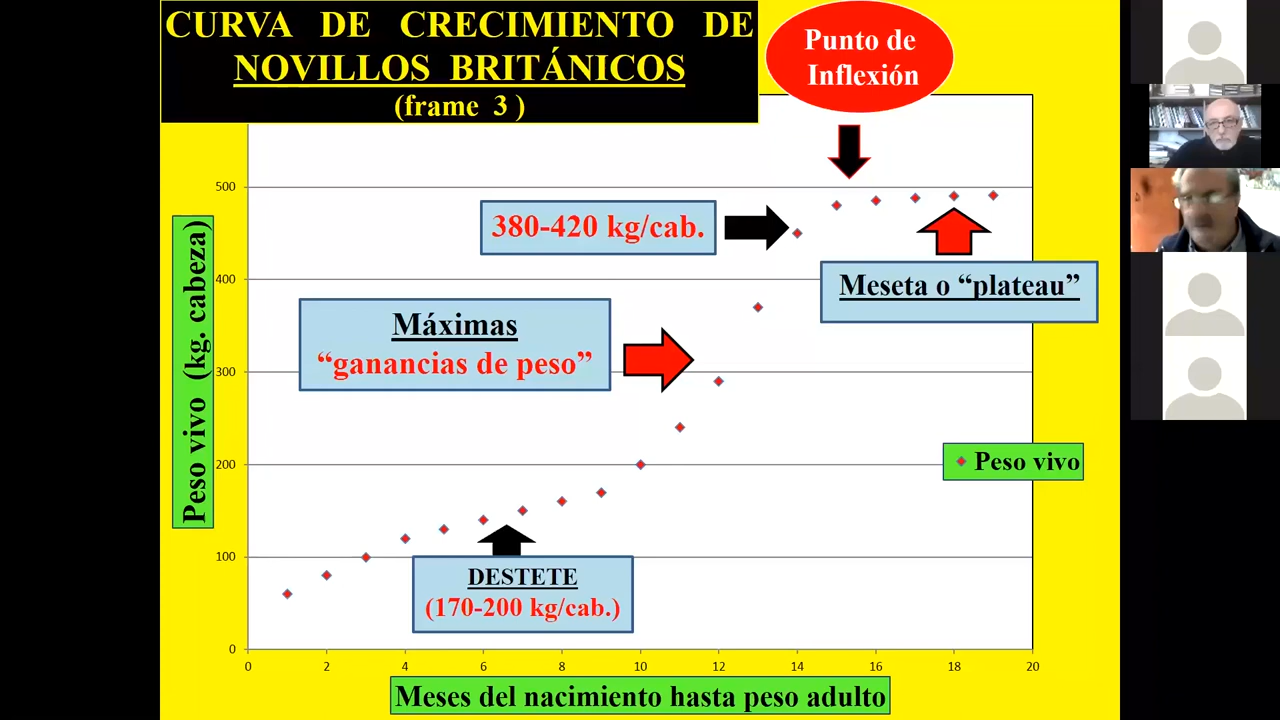 CURVA DE CRECIMIENTO DE
NOVILLOS BRITÁNICOS
(frame 3 )
Punto de
Inflexión
500
380-420 kg/cab.
400
Meseta o “plateau”
Máximas
“ganancias de peso”
300
Peso vivo (kg. cabeza)
200
Peso vivo
100
DESTETE
(170-200 kg/cab.)
0
0 2 4 6 8 10 12 14 16 18 20
Meses del nacimiento hasta peso adulto